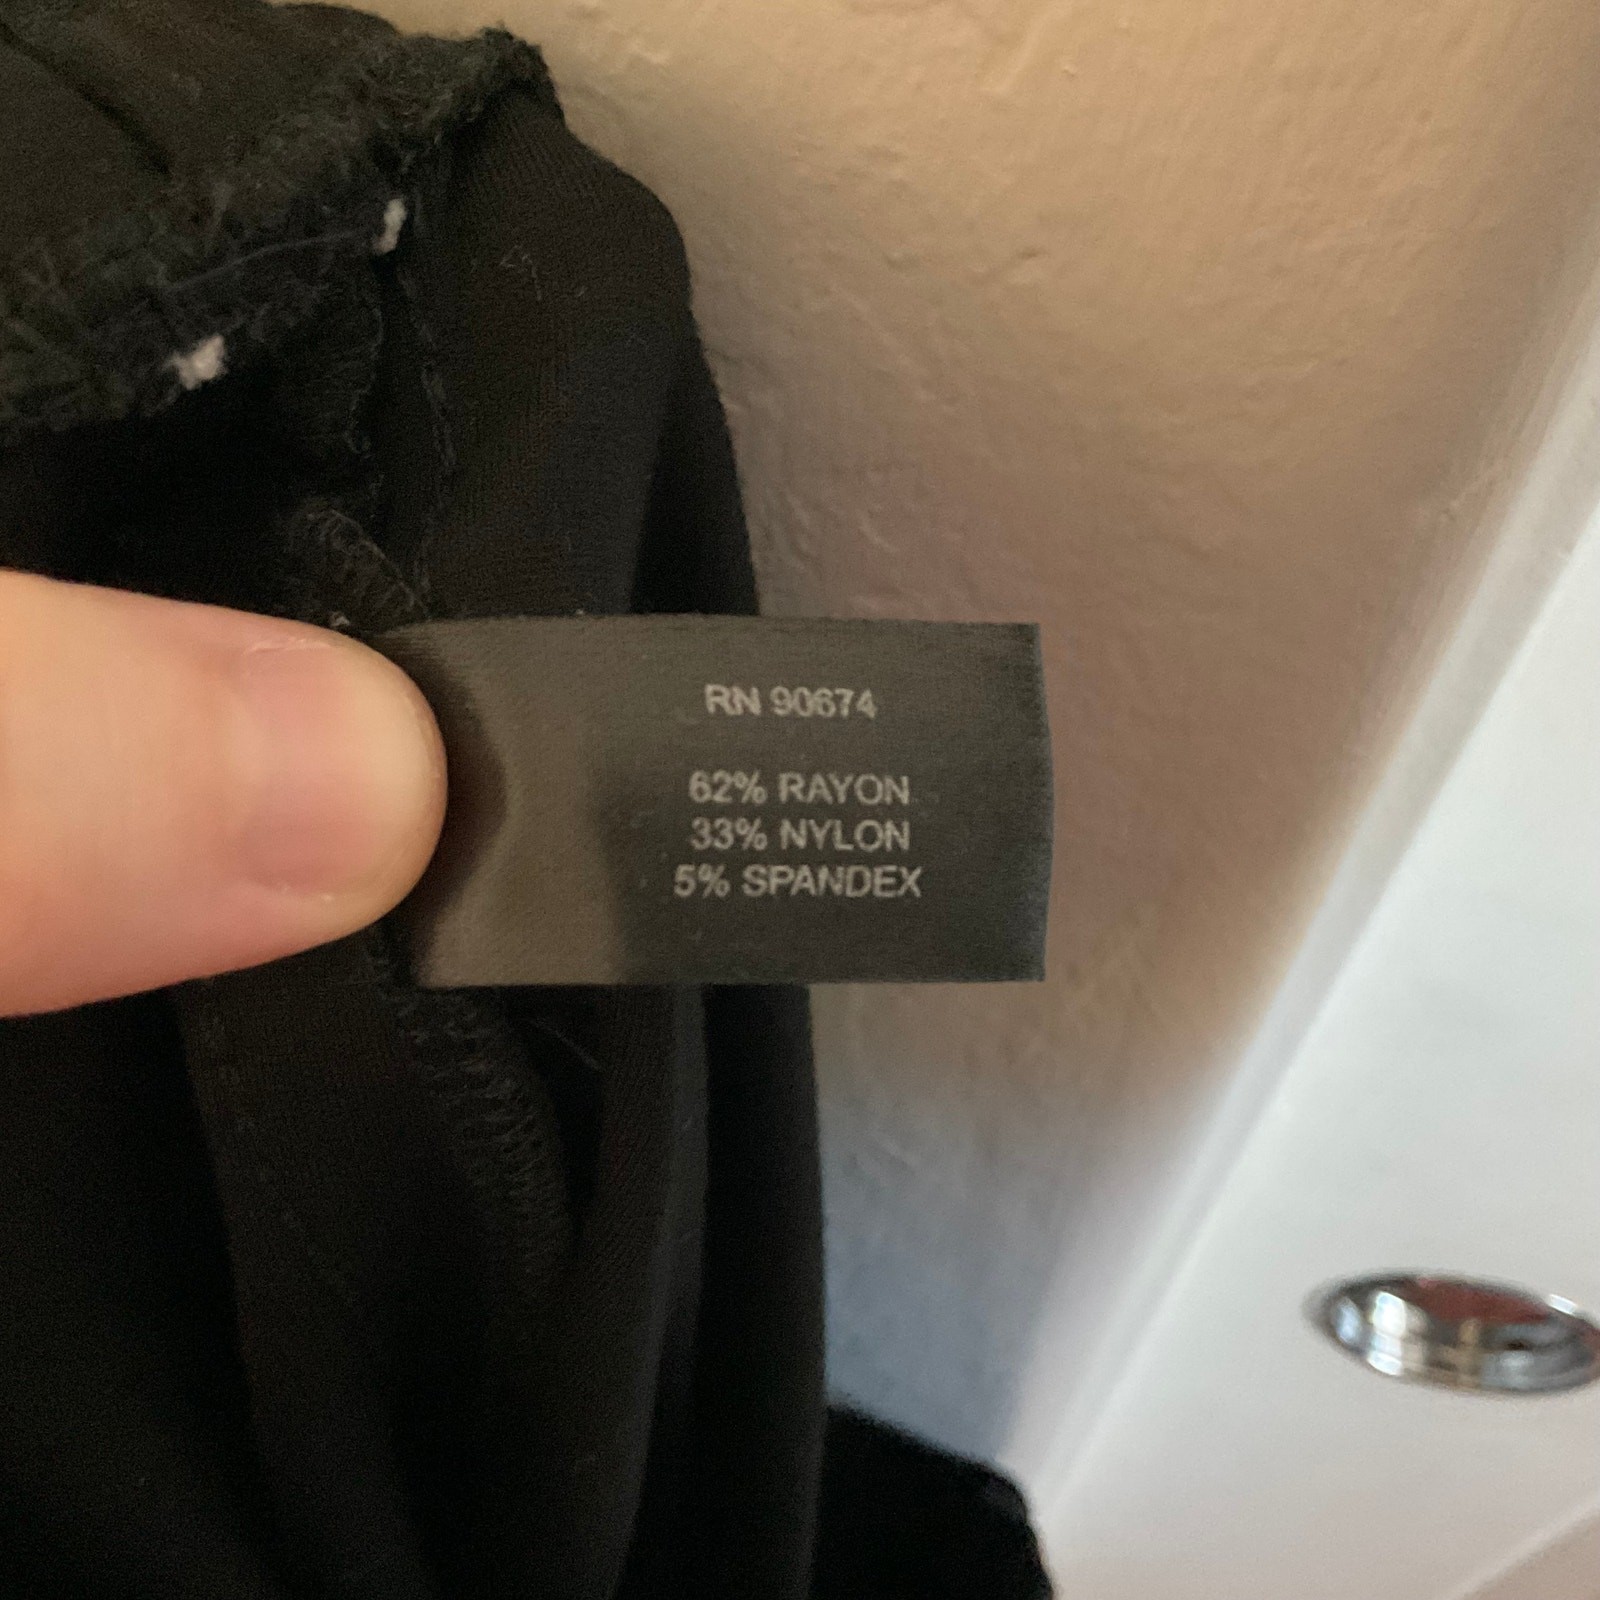 RN 90674
62% RAYON
33% NYLON
5% SPANDEX